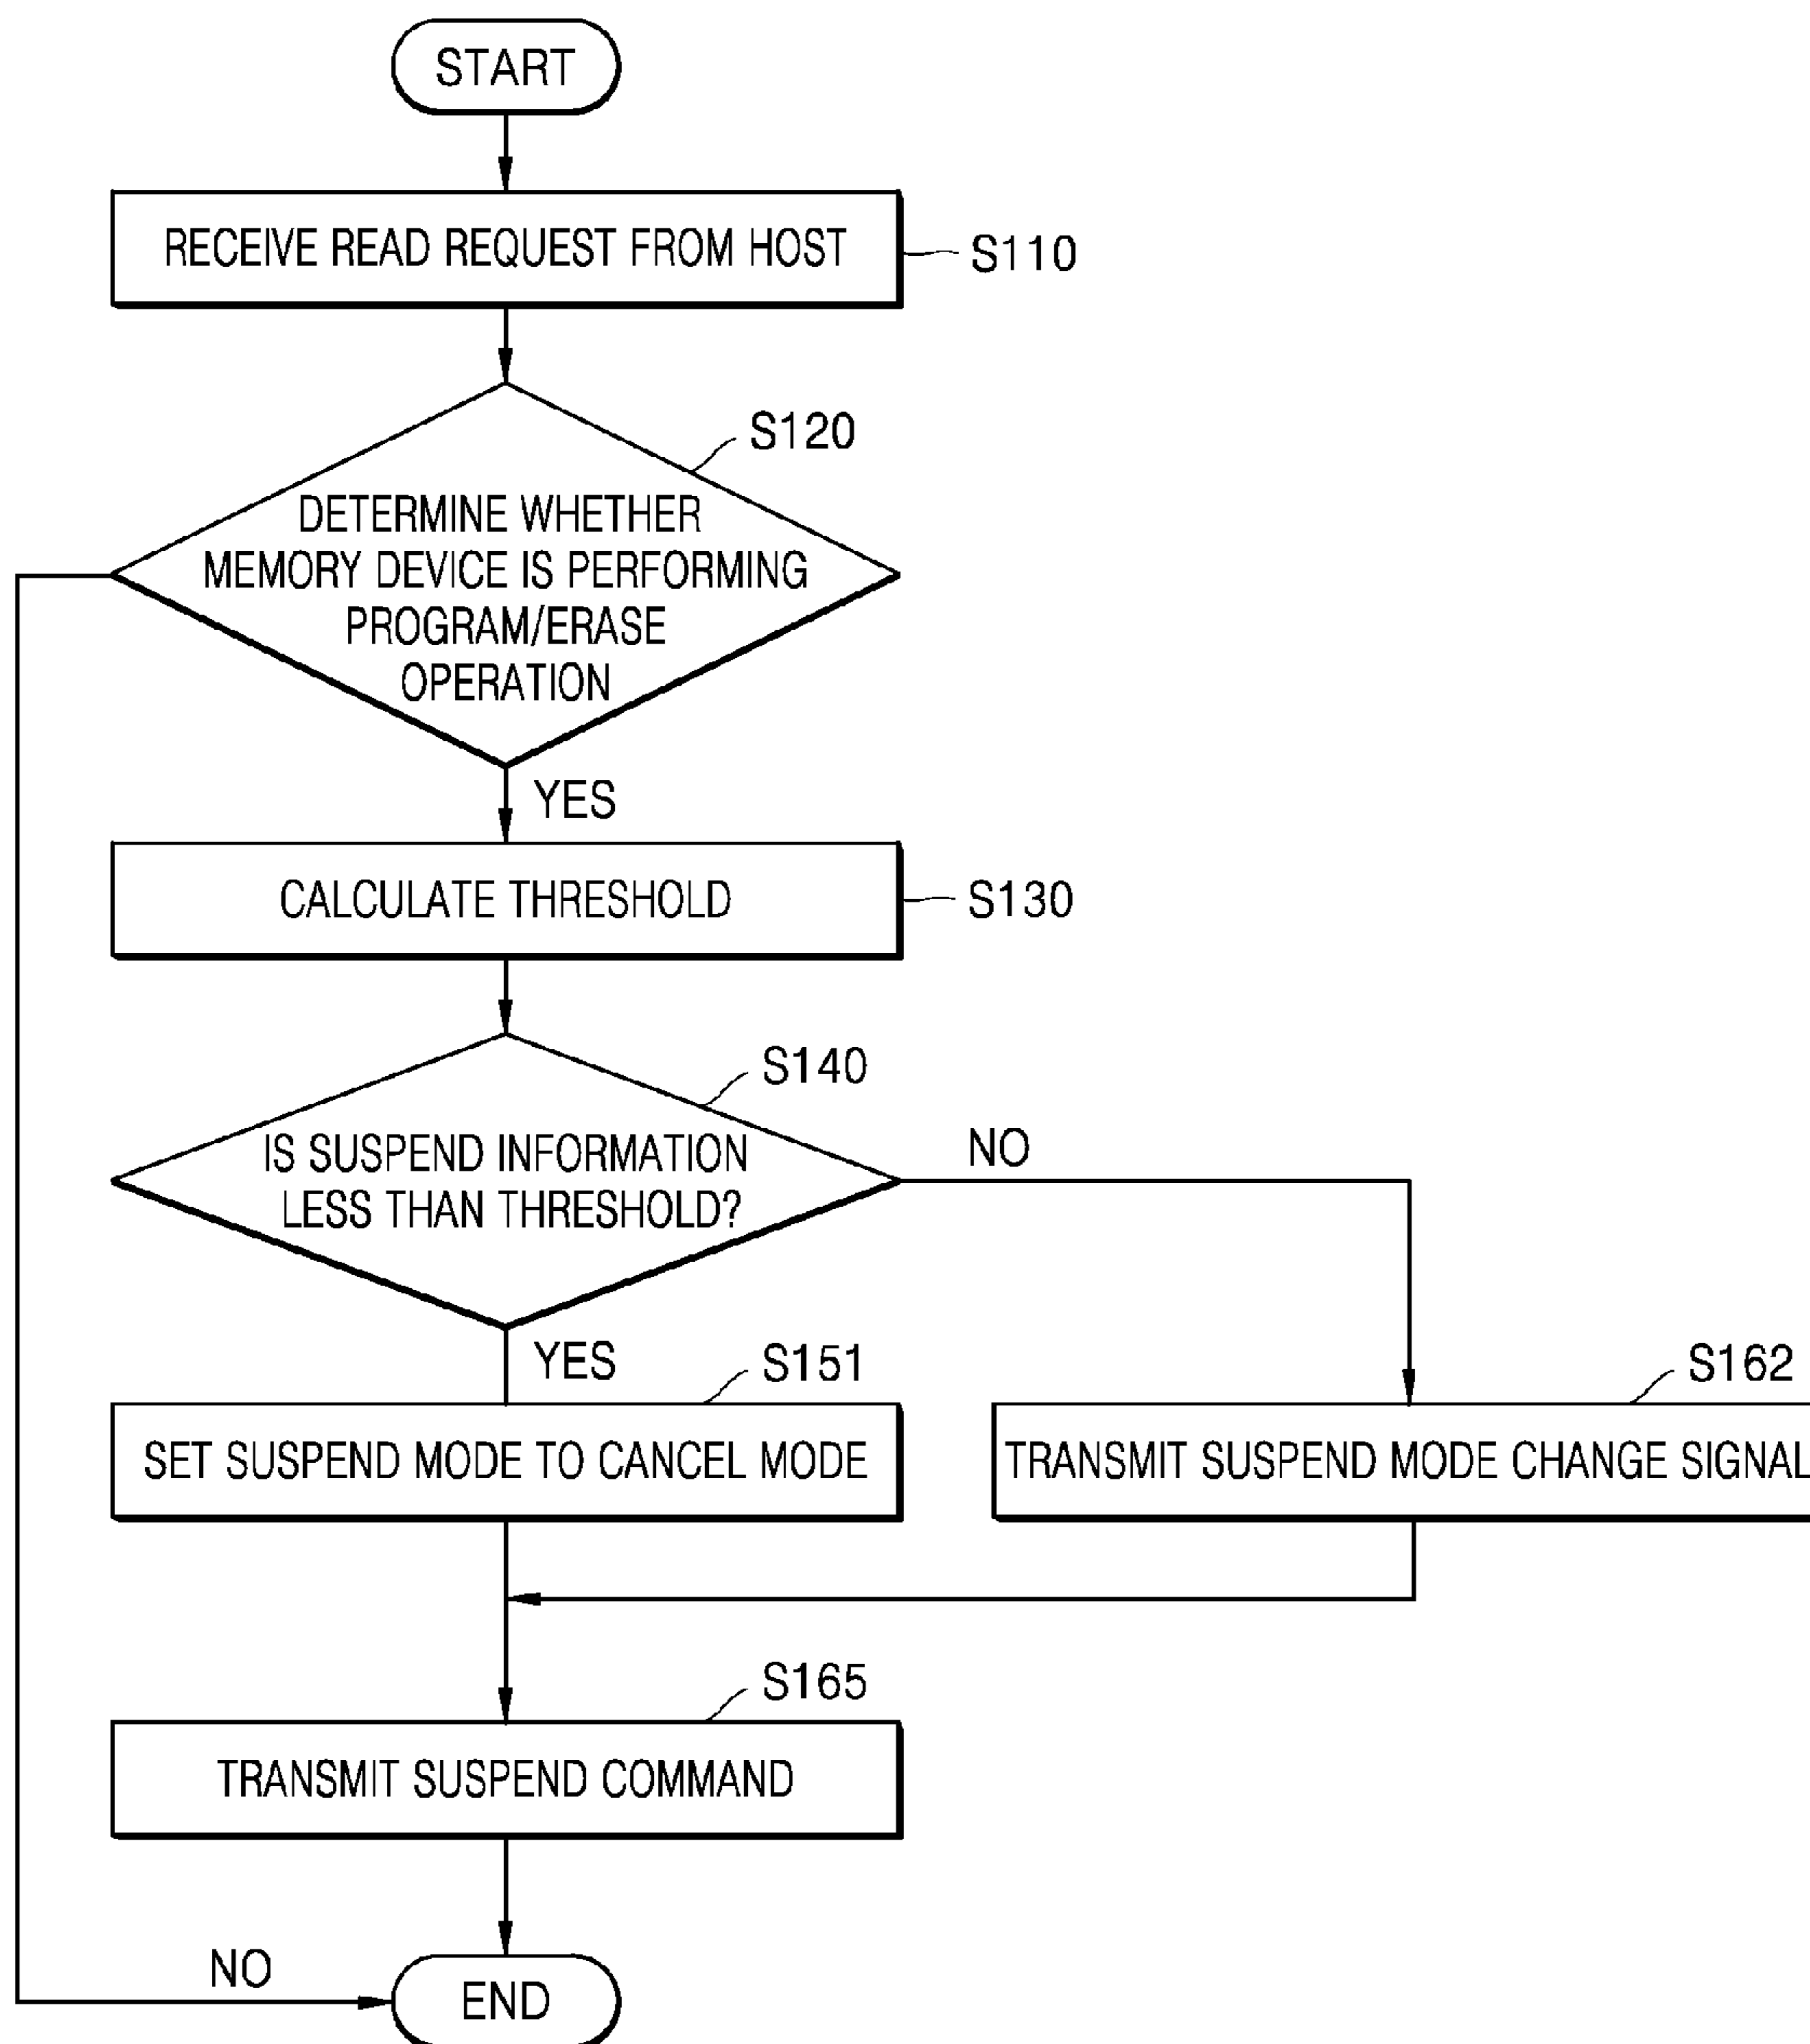 START
RECEIVE READ REQUEST FROM HOST
S110
S120
DETERMINE WHETHER
MEMORY DEVICE IS PERFORMING
PROGRAM/ERASE
OPERATION
YES
CALCULATE THRESHOLD
S130
S140
IS SUSPEND INFORMATION
LESS THAN THRESHOLD?
NO
YES
S151
S162
SET SUSPEND MODE TO CANCEL MODE
TRANSMIT SUSPEND MODE CHANGE SIGNAL
S165
TRANSMIT SUSPEND COMMAND
NO
END